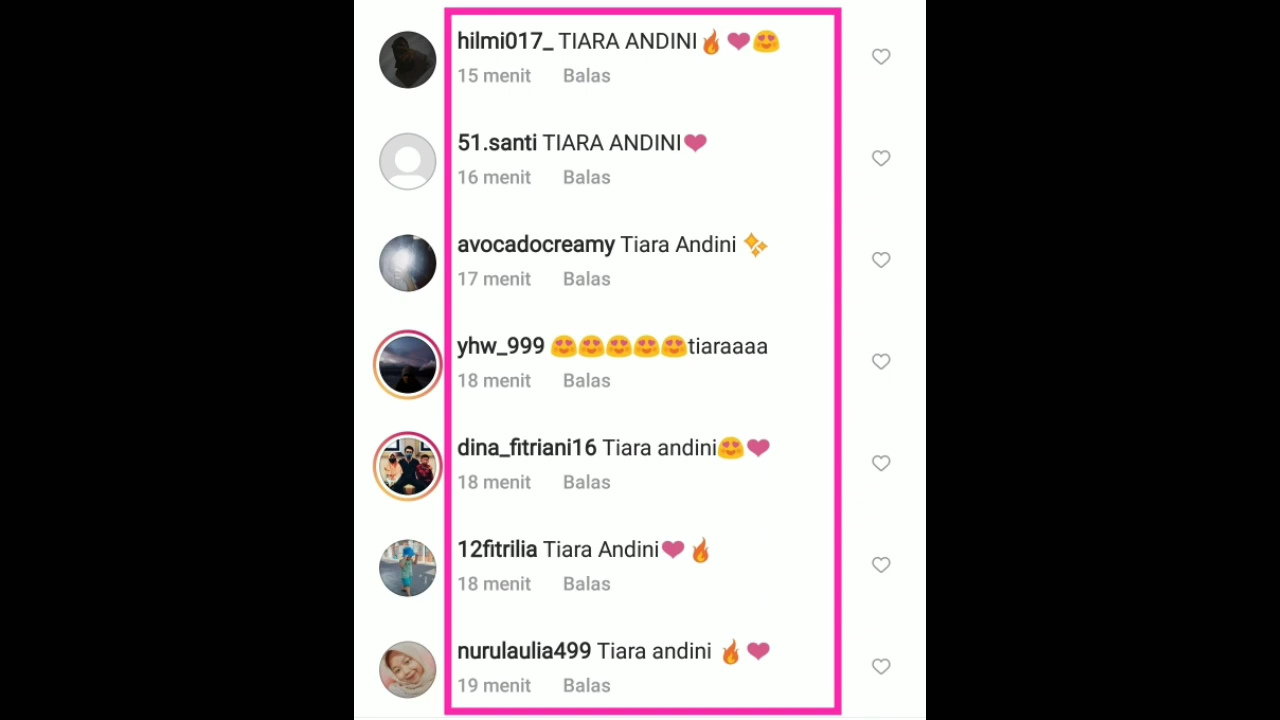 hilmi017_ TIARA ANDINI🔥❤😍
15 menit Balas
51.santi TIARA ANDINI❤
16 menit Balas
avocadocreamy Tiara Andini ✨
17 menit Balas
yhw_999 😍😍😍😍😍tiaraaaa
18 menit Balas
dina_fitriani16 Tiara andini😍❤
18 menit Balas
12fitrilia Tiara Andini❤🔥
18 menit Balas
nurulaulia499 Tiara andini 🔥❤
19 menit Balas